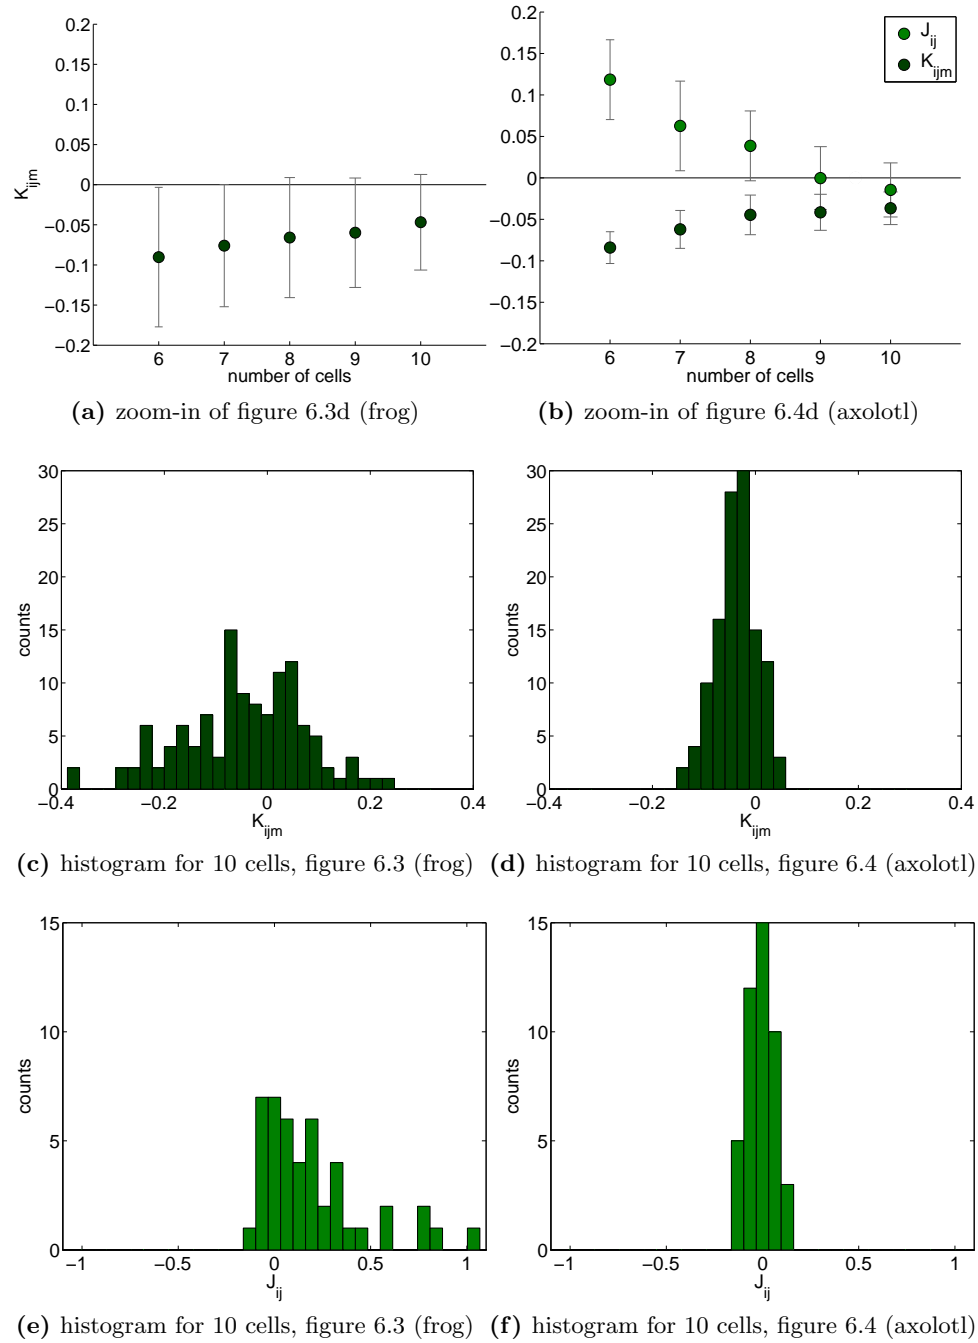 0.2
0.15
0.1
0.05
0
−0.05
−0.1
−0.15
−0.2
K_ijm
6 7 8 9 10
number of cells
(a) zoom-in of figure 6.3d (frog)
0.2
0.15
0.1
0.05
0
−0.05
−0.1
−0.15
−0.2
J_ij
K_ijm
6 7 8 9 10
number of cells
(b) zoom-in of figure 6.4d (axolotl)
30
25
20
15
10
5
0
counts
−0.4 −0.2 0 0.2 0.4
K_ijm
(c) histogram for 10 cells, figure 6.3 (frog)
30
25
20
15
10
5
0
counts
−0.4 −0.2 0 0.2 0.4
K_ijm
(d) histogram for 10 cells, figure 6.4 (axolotl)
15
10
5
0
counts
−1 −0.5 0 0.5 1
J_ij
(e) histogram for 10 cells, figure 6.3 (frog)
15
10
5
0
counts
−1 −0.5 0 0.5 1
J_ij
(f) histogram for 10 cells, figure 6.4 (axolotl)